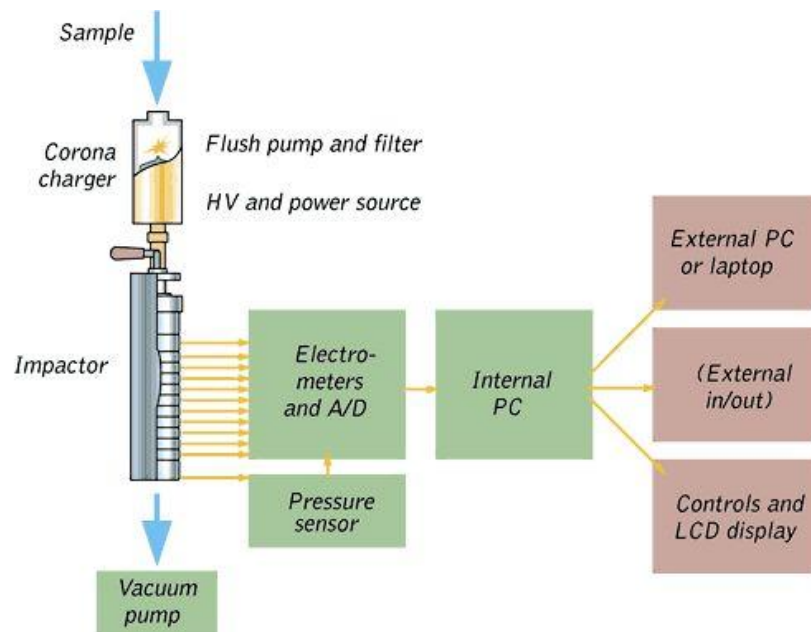 Sample
Corona
charger
Flush pump and filter
HV and power source
Impactor
Electro-
meters
and A/D
Pressure
sensor
Vacuum
pump
Internal
PC
External PC
or laptop
(External
in/out)
Controls and
LCD display